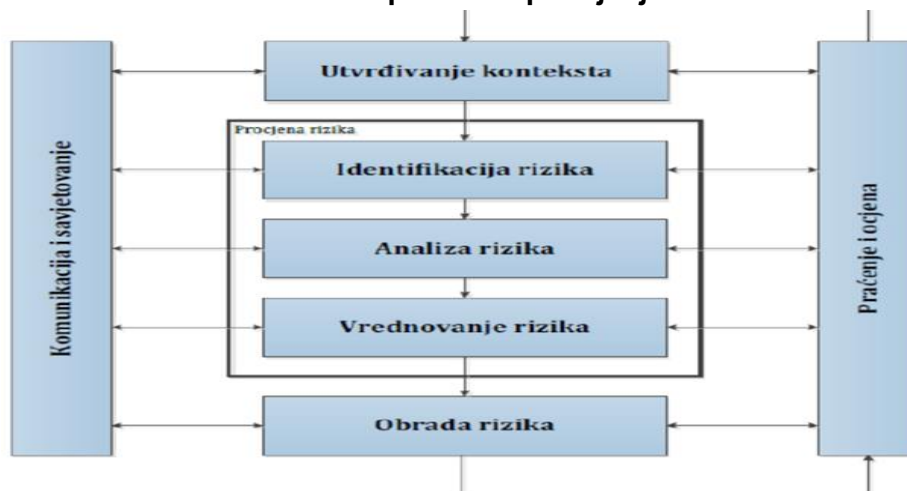 Utvrđivanje konteksta
Procjena rizika
Identifikacija rizika
Analiza rizika
Vrednovanje rizika
Obrada rizika
Komunikacija i savjetovanje
Praćenje i ocjena